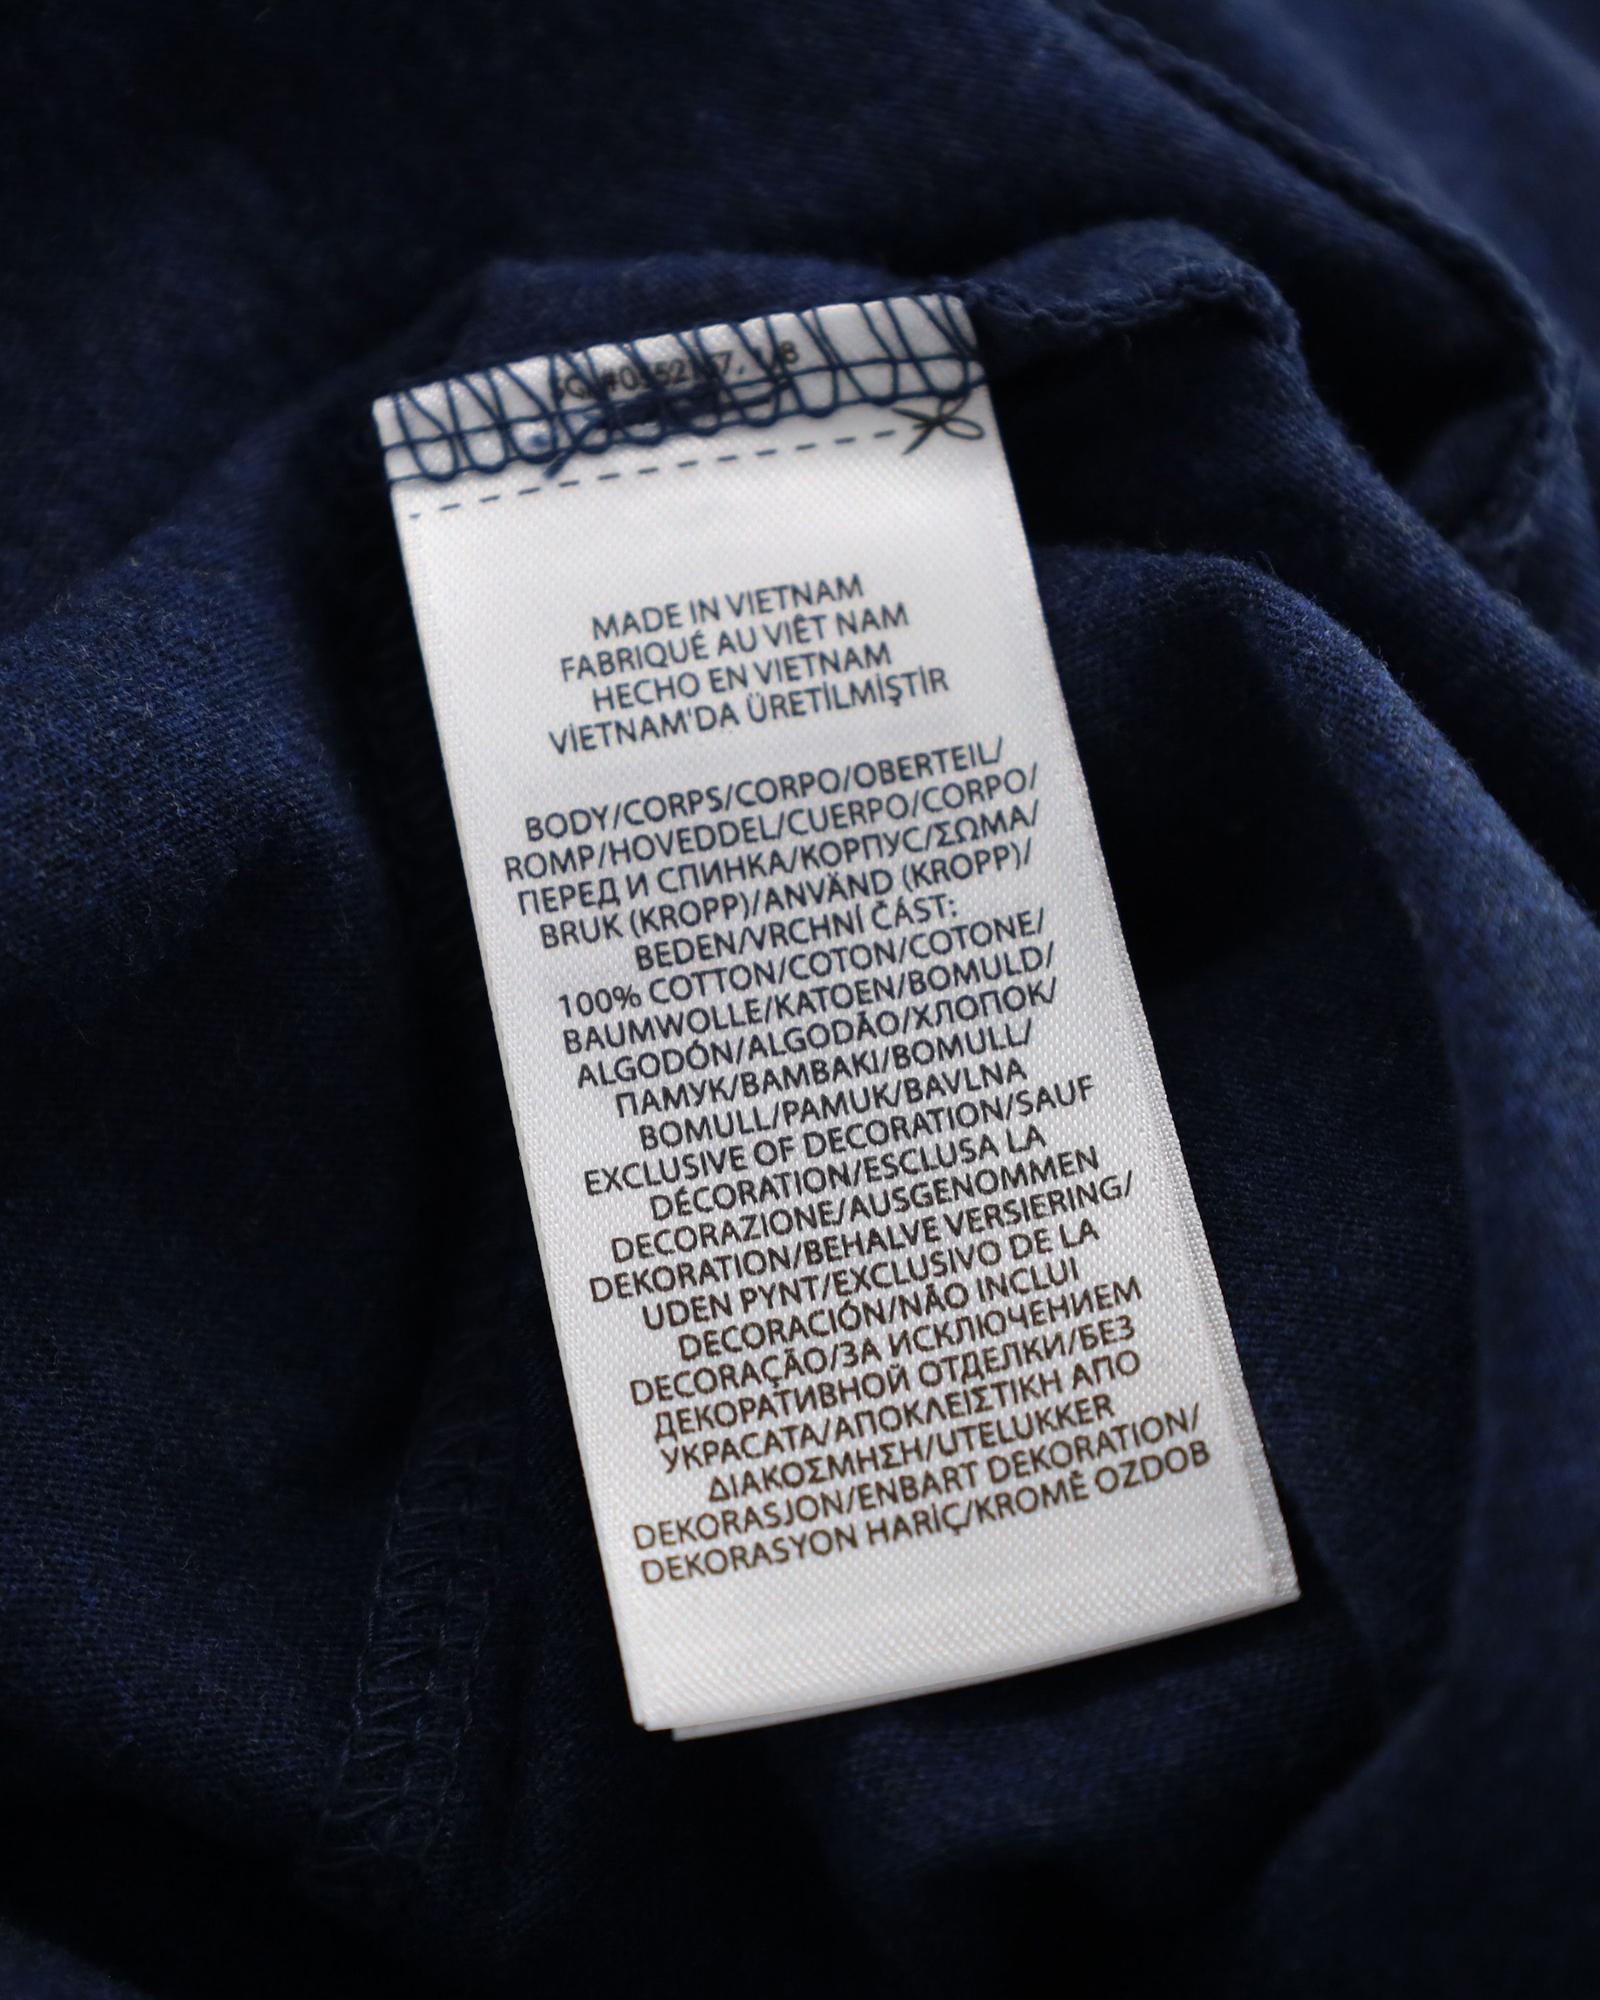 MADE IN VIETNAM
FABRIQUÉ AU VIÊT NAM
HECHO EN VIETNAM
VİETNAM'DA ÜRETİLMİŞTİR
BODY/CORPS/CORPO/OBERTEIL/
ROMP/HOVEDDEL/CUERPO/CORPO/
ПЕРЕД И СПИНКА/КОРПУС/ΣΩΜΑ/
BRUK (KROPP)/ANVÄND (KROPP)/
BEDEN/VRCHNÍ ČÁST:
100% COTTON/COTON/COTONE/
BAUMWOLLE/KATOEN/BOMULD/
ALGODÓN/ALGODÃO/ХЛОПОК/
ПАМУК/BAMBAKI/BOMULL/
BOMULL/PAMUK/BAVLNA
EXCLUSIVE OF DECORATION/SAUF
DÉCORATION/ESCLUSA LA
DECORAZIONE/AUSGENOMMEN
DEKORATION/BEHALVE VERSIERING/
UDEN PYNT/EXCLUSIVO DE LA
DECORACIÓN/NÃO INCLUI
DECORAÇÃO/ЗА ИСКЛЮЧЕНИЕМ
ДЕКОРАТИВНОЙ ОТДЕЛКИ/БЕЗ
УКРАСАТА/ΑΠΟΚΛΕΙΣΤΙΚΗ ΑΠΟ
ΔΙΑΚΟΣΜΗΣΗ/UTELUKKER
DEKORASJON/ENBART DEKORATION/
DEKORASYON HARİÇ/KROMĚ OZDOB